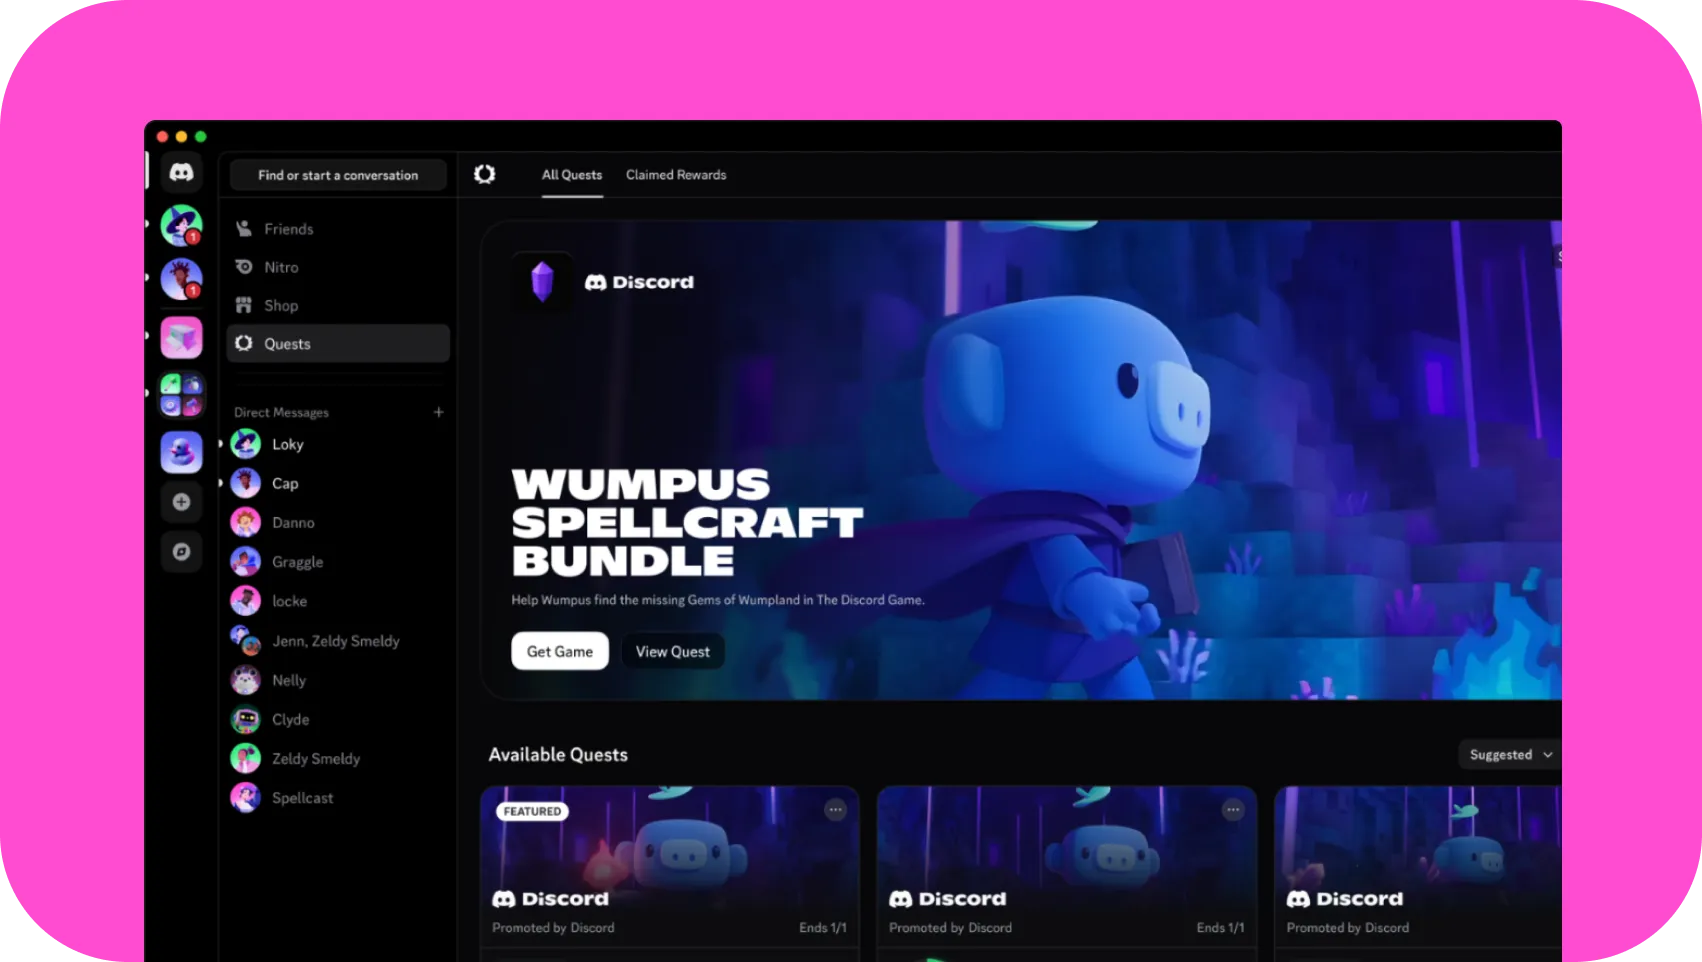 Find or start a conversation
All Quests
Claimed Rewards
1
1
Friends
Nitro
Shop
Quests
Direct Messages
Loky
Cap
Danno
Graggle
locke
Jenn, Zeldy Smeldy
Nelly
Clyde
Zeldy Smeldy
Spellcast
Discord
WUMPUS
SPELLCRAFT
BUNDLE
Help Wumpus find the missing Gems of Wumpland in The Discord Game.
Get Game
View Quest
Available Quests
Suggested
FEATURED
Discord
Promoted by Discord
Ends 1/1
Discord
Promoted by Discord
Ends 1/1
Discord
Promoted by Discord